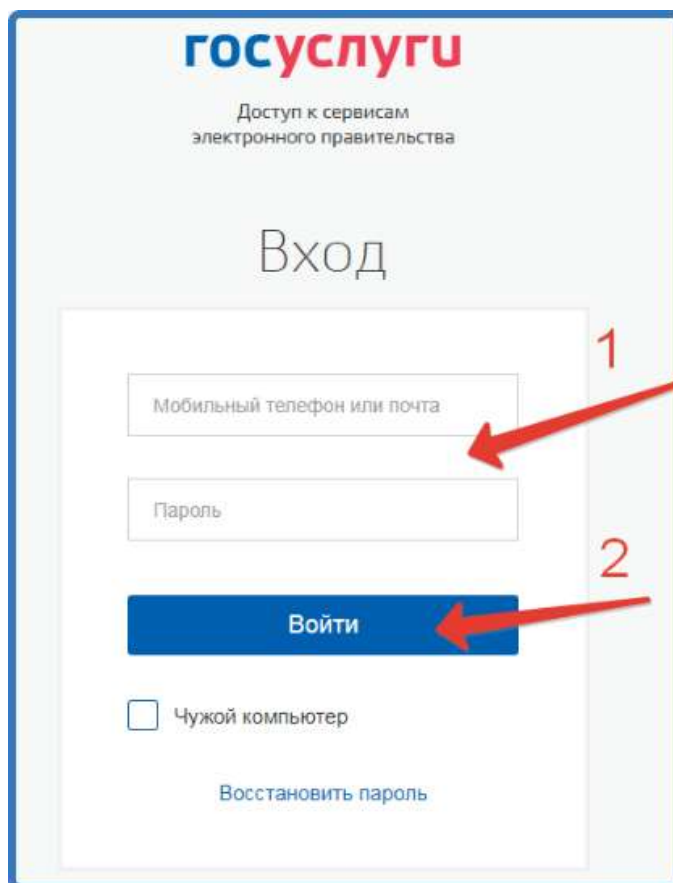 госуслуги
Доступ к сервисам
электронного правительства
Вход
1
Мобильный телефон или почта
Пароль
2
Войти
Чужой компьютер
Восстановить пароль